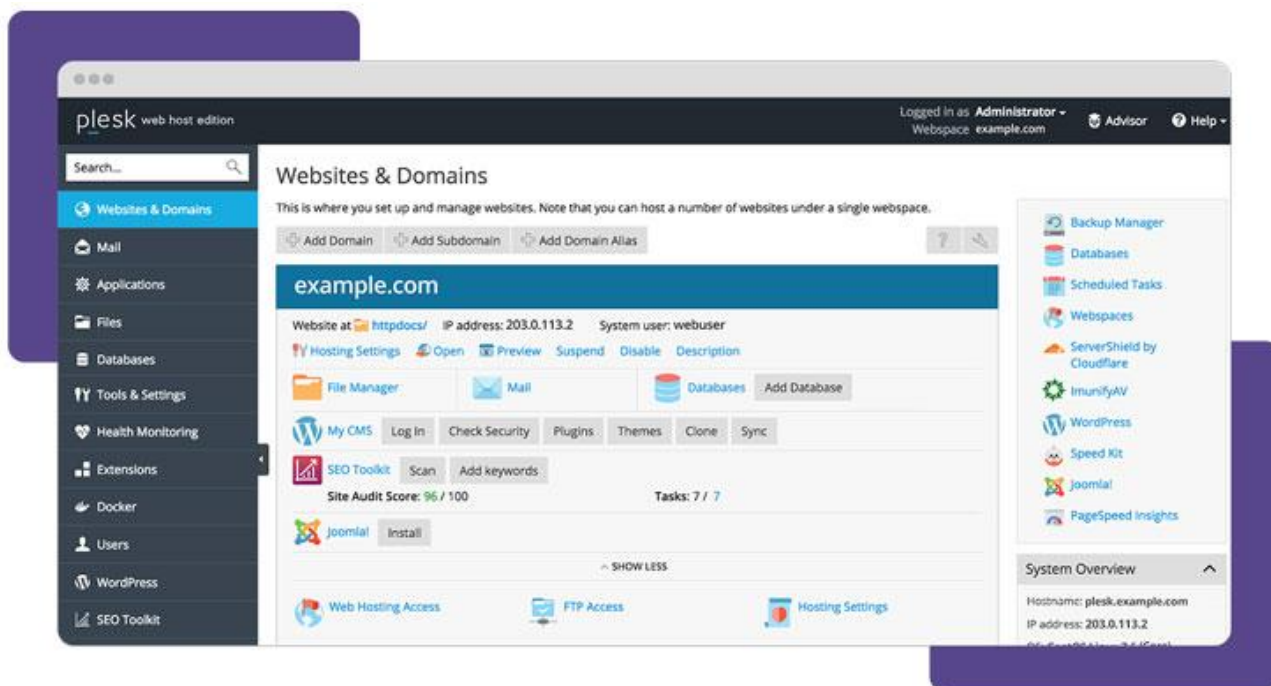 plesk web host edition
Logged in as Administrator
Webspace example.com
Advisor
Help
Search...
Websites & Domains
Mail
Applications
Files
Databases
Tools & Settings
Health Monitoring
Extensions
Docker
Users
WordPress
SEO Toolkit
Websites & Domains
This is where you set up and manage websites. Note that you can host a number of websites under a single webspace.
Add Domain Add Subdomain Add Domain Alias ?
example.com
Website at httpdocs/ IP address: 203.0.113.2 System user: webuser
Hosting Settings Open Preview Suspend Disable Description
File Manager Mail Databases Add Database
My CMS Log In Check Security Plugins Themes Clone Sync
SEO Toolkit Scan Add keywords
Site Audit Score: 96 / 100 Tasks: 7 / 7
Joomla! Install
SHOW LESS
Web Hosting Access FTP Access Hosting Settings
Backup Manager
Databases
Scheduled Tasks
Webspaces
ServerShield by
Cloudflare
ImunifyAV
WordPress
Speed Kit
Joomla!
PageSpeed Insights
System Overview
Hostname: plesk.example.com
IP address: 203.0.113.2